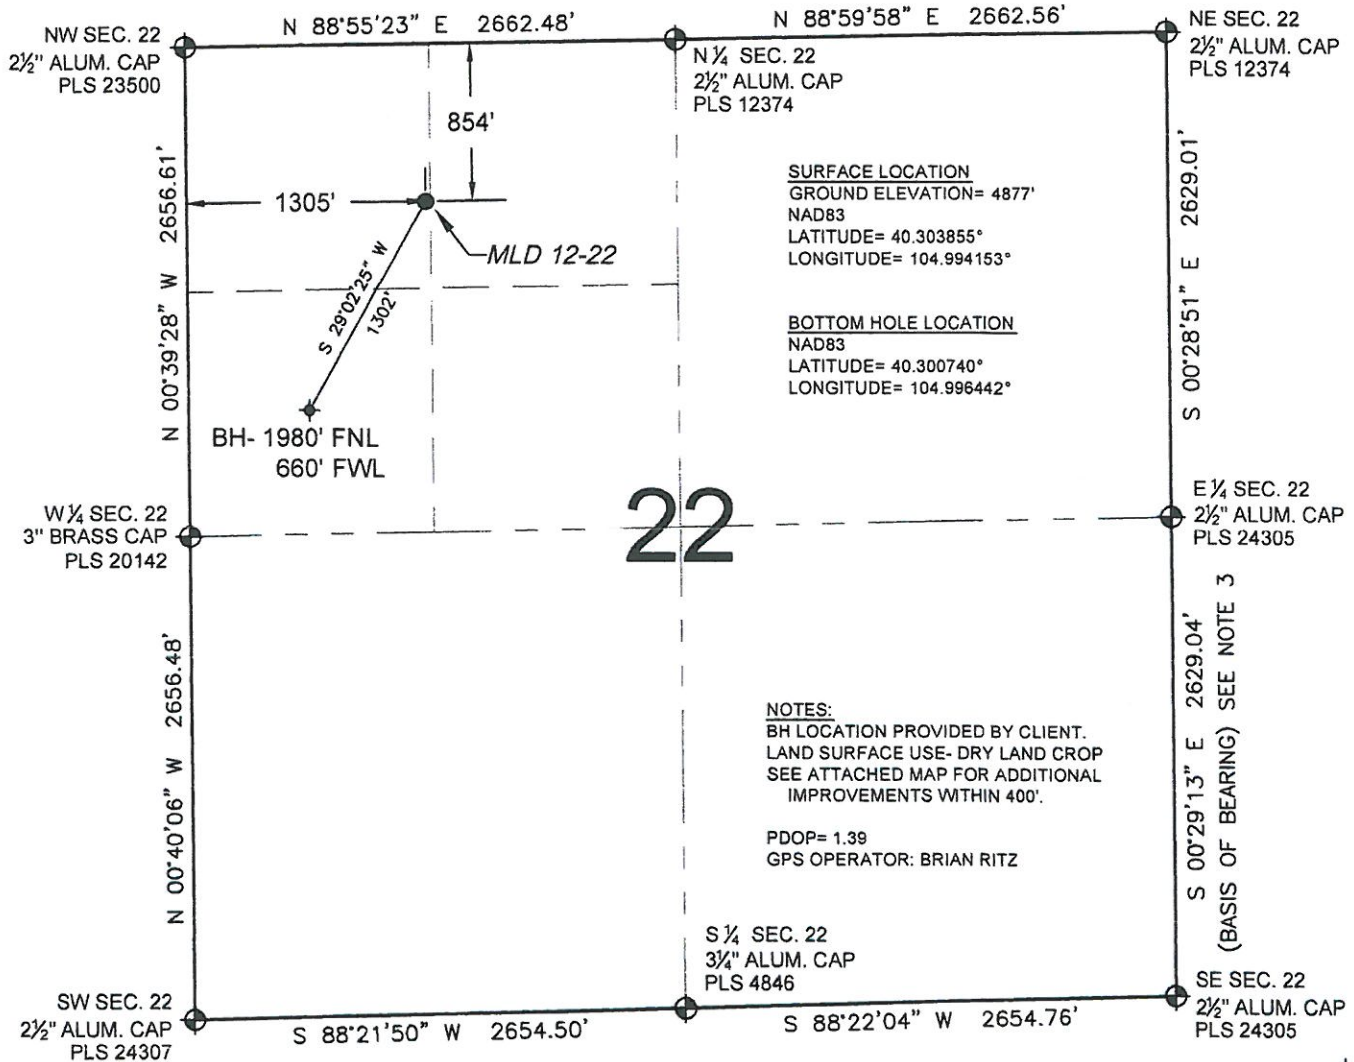 N 88°55'23" E 2662.48'
N 88°59'58" E 2662.56'
NW SEC. 22
2½" ALUM. CAP
PLS 23500
N ¼ SEC. 22
2½" ALUM. CAP
PLS 12374
NE SEC. 22
2½" ALUM. CAP
PLS 12374
854'
1305'
MLD 12-22
S 29°02'25" W
1302'
BH- 1980' FNL
660' FWL
N 00°39'28" W 2656.61'
SURFACE LOCATION
GROUND ELEVATION= 4877'
NAD83
LATITUDE= 40.303855°
LONGITUDE= 104.994153°
BOTTOM HOLE LOCATION
NAD83
LATITUDE= 40.300740°
LONGITUDE= 104.996442°
S 00°28'51" E 2629.01'
W ¼ SEC. 22
3" BRASS CAP
PLS 20142
22
E ¼ SEC. 22
2½" ALUM. CAP
PLS 24305
N 00°40'06" W 2656.48'
NOTES:
BH LOCATION PROVIDED BY CLIENT.
LAND SURFACE USE- DRY LAND CROP
SEE ATTACHED MAP FOR ADDITIONAL
IMPROVEMENTS WITHIN 400'.
PDOP= 1.39
GPS OPERATOR: BRIAN RITZ
S 00°29'13" E 2629.04'
(BASIS OF BEARING) SEE NOTE 3
SW SEC. 22
2½" ALUM. CAP
PLS 24307
S ¼ SEC. 22
3¼" ALUM. CAP
PLS 4846
SE SEC. 22
2½" ALUM. CAP
PLS 24305
S 88°21'50" W 2654.50'
S 88°22'04" W 2654.76'